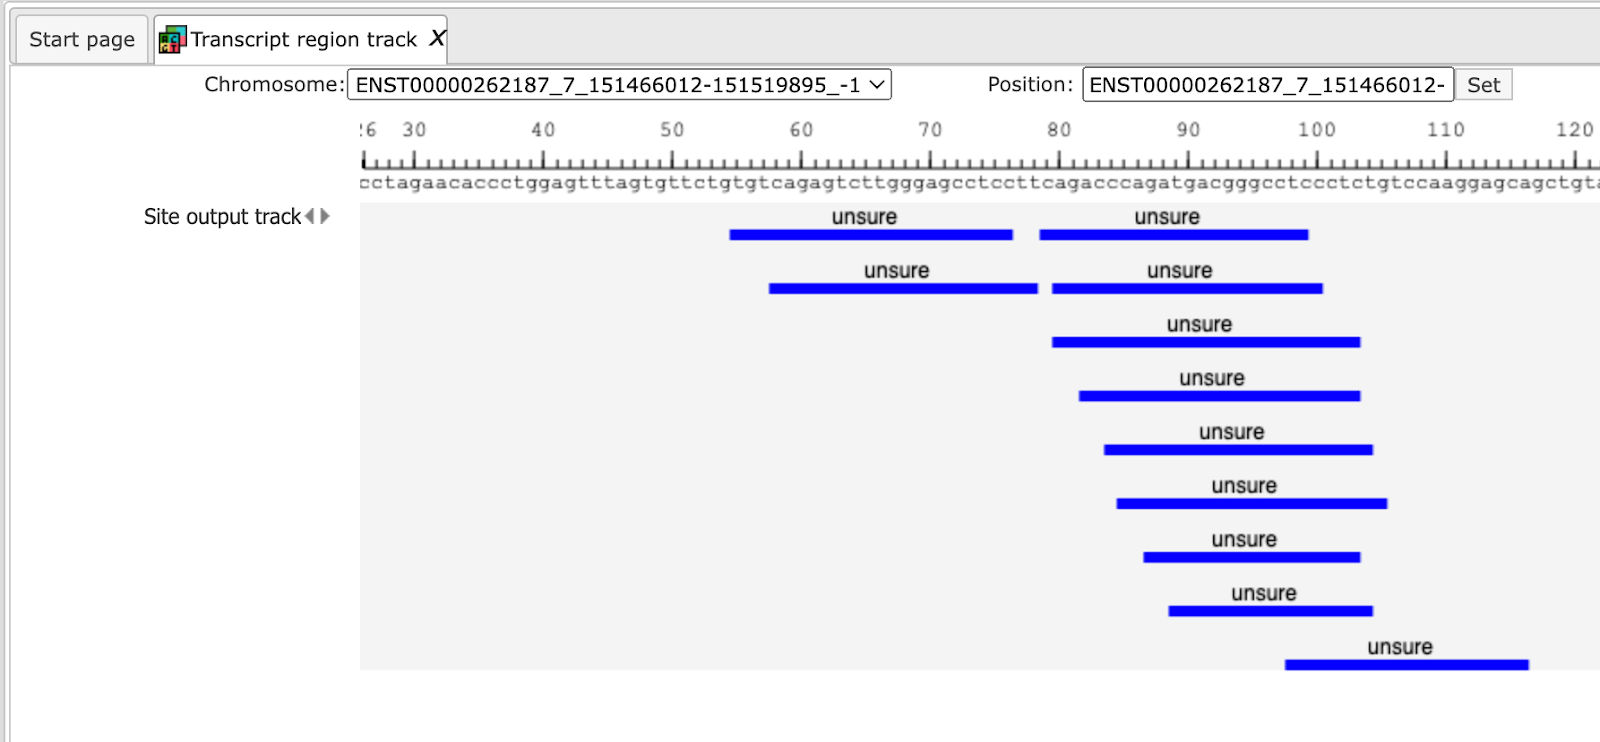 Start page
Transcript region track X
Chromosome: ENST00000262187_7_151466012-151519895_-1
Position: ENST00000262187_7_151466012- Set
26 30 40 50 60 70 80 90 100 110 120
cctagaacaccctggagtttagtgttctgtgtcagagtcttgggagcctccttcagacccagatgacgggcctccctctgtccaaggagcagctgta
Site output track
unsure unsure
unsure unsure
unsure
unsure
unsure
unsure
unsure
unsure
unsure